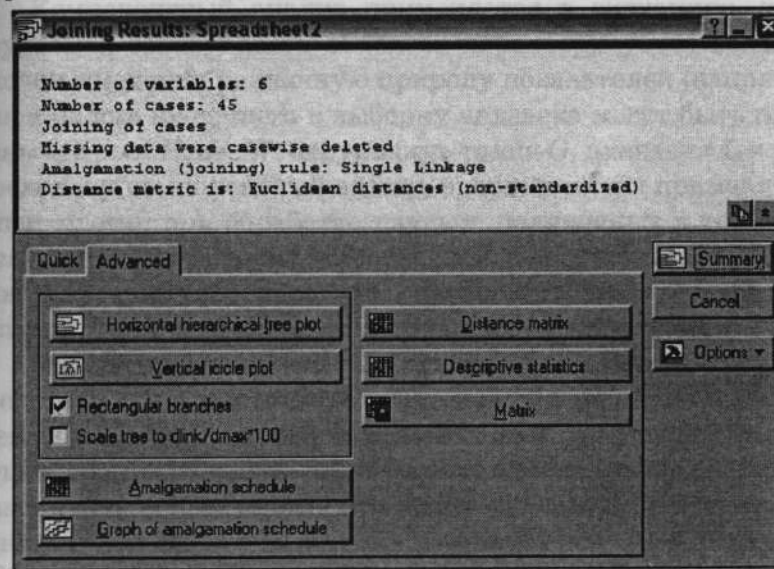 Joining Results: Spreadsheet2
Number of variables: 6
Number of cases: 45
Joining of cases
Missing data were casewise deleted
Amalgamation (joining) rule: Single Linkage
Distance metric is: Euclidean distances (non-standardized)
Quick Advanced
Summary
Cancel
Options
Horizontal hierarchical tree plot
Vertical icicle plot
Rectangular branches
Scale tree to dlink/dmax*100
Amalgamation schedule
Graph of amalgamation schedule
Distance matrix
Descriptive statistics
Matrix